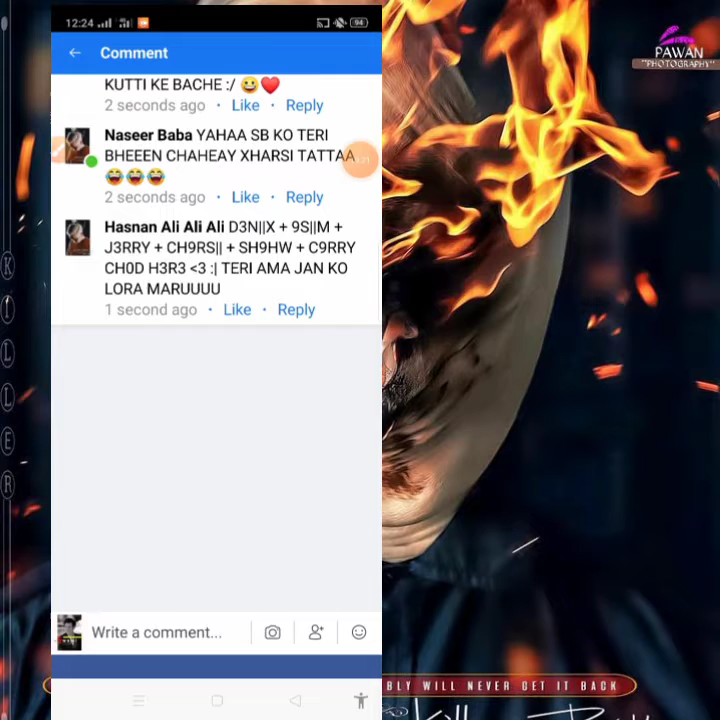 12:24
94
Comment
KUTTI KE BACHE :/ 😀❤️
2 seconds ago · Like · Reply
Naseer Baba YAHAA SB KO TERI
BHEEEN CHAHEAY XHARSI TATTAA
😂😂😂
2 seconds ago · Like · Reply
Hasnan Ali Ali Ali D3N||X + 9S||M +
J3RRY + CH9RS|| + SH9HW + C9RRY
CH0D H3R3 <3 :| TERI AMA JAN KO
LORA MARUUUU
1 second ago · Like · Reply
Write a comment...
PAWAN
"PHOTOGRAPHY"
K
I
L
L
E
R
BLY WILL NEVER GET IT BACK